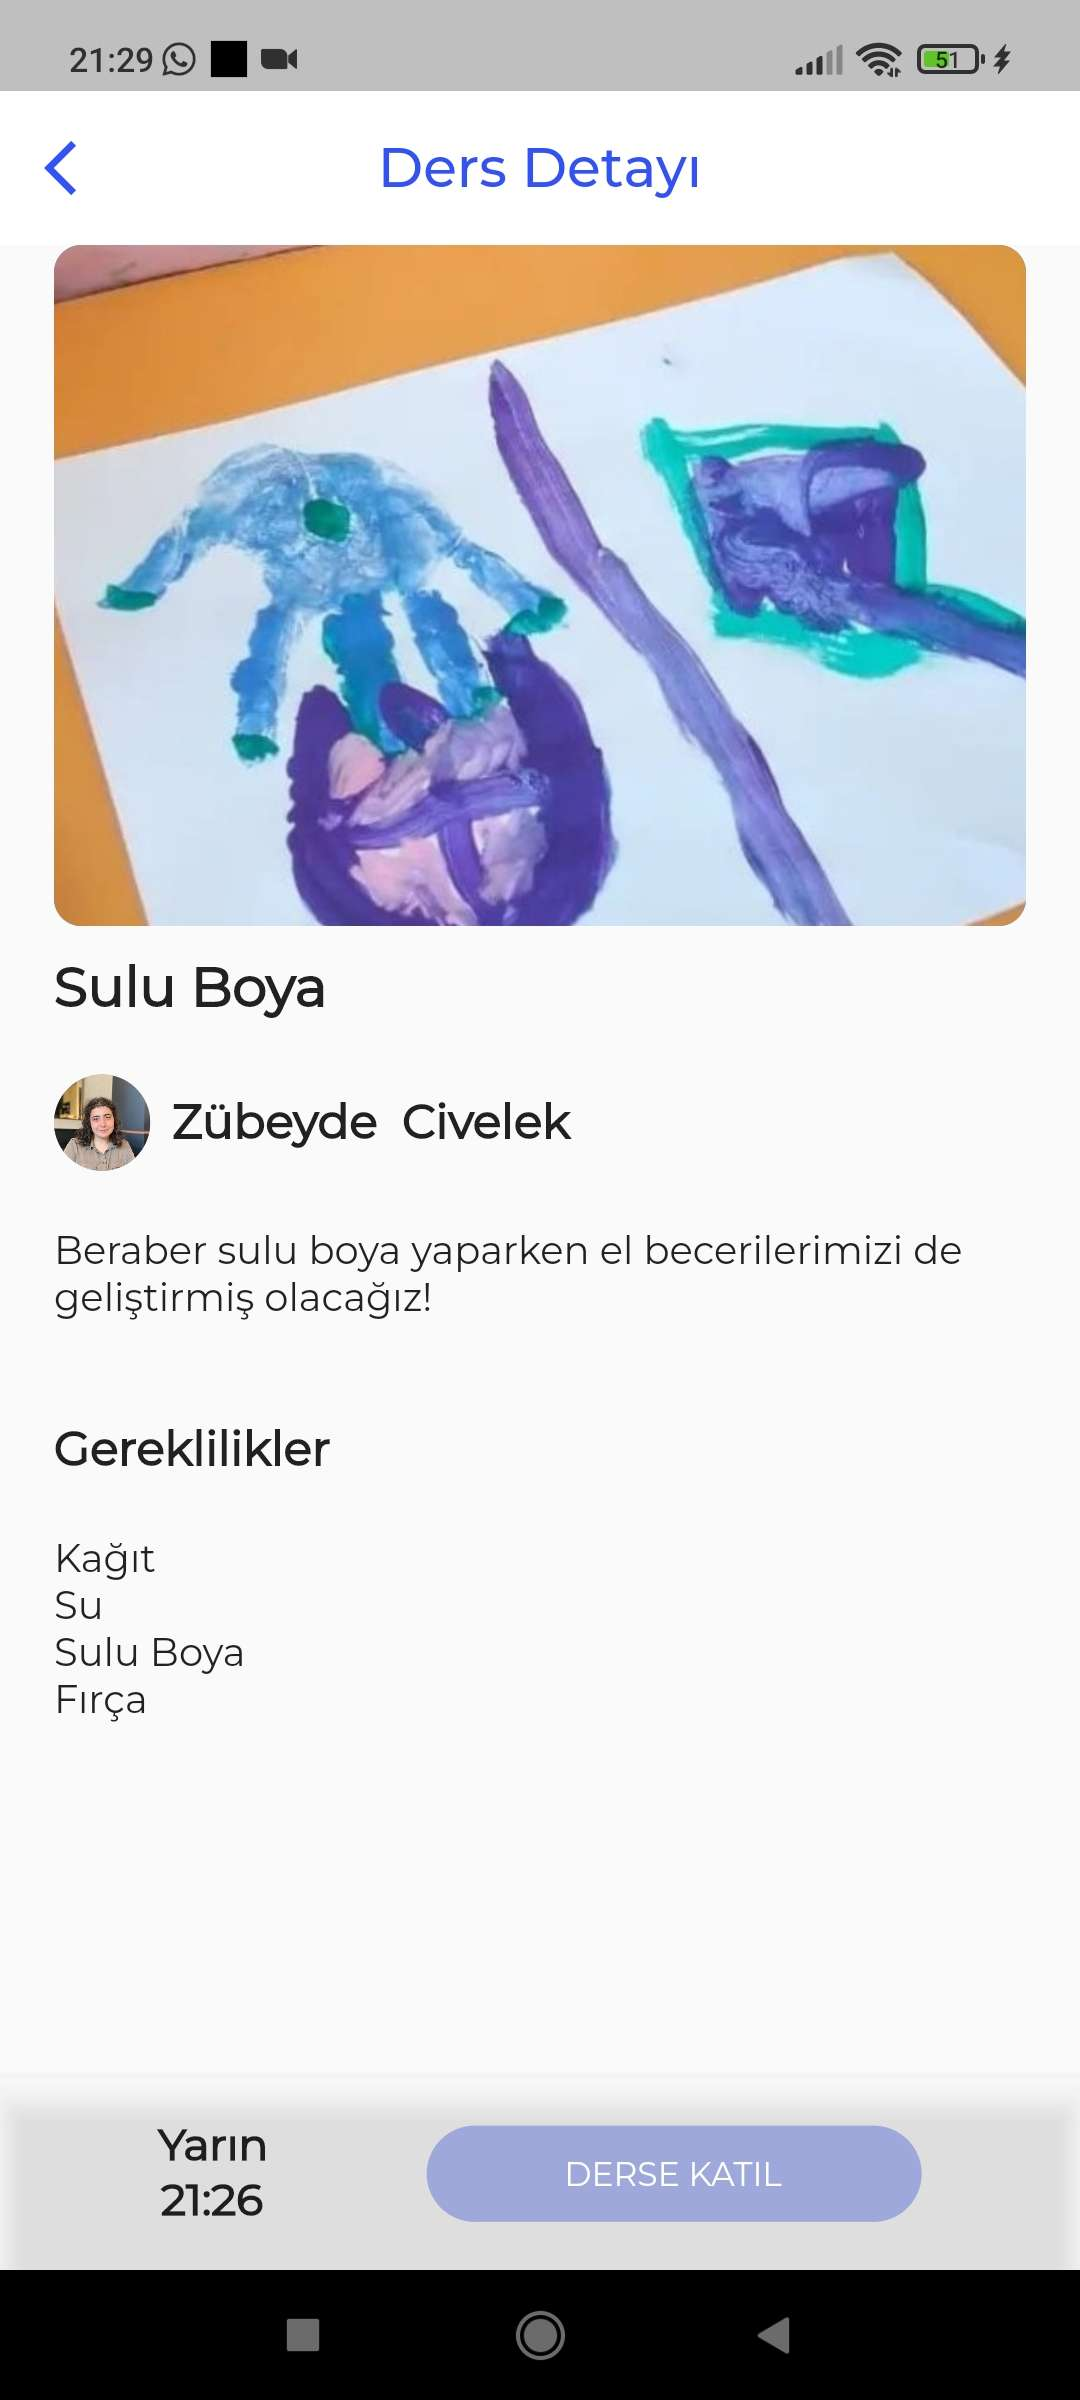 21:29
51
Ders Detayı
Sulu Boya
Zübeyde Civelek
Beraber sulu boya yaparken el becerilerimizi de
geliştirmiş olacağız!
Gereklilikler
Kağıt
Su
Sulu Boya
Fırça
Yarın
21:26
DERSE KATIL